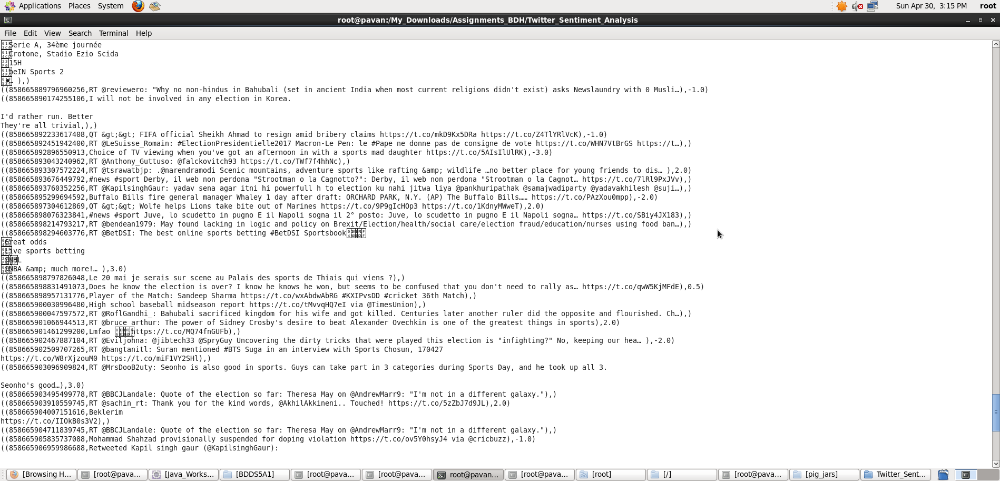 Applications Places System Sun Apr 30, 3:15 PM root
root@pavan:/My_Downloads/Assignments_BDH/Twitter_Sentiment_Analysis
File Edit View Search Terminal Help
Serie A, 34ème journée
Crotone, Stadio Ezio Scida
15H
beIN Sports 2
),)
((858665889796960256,RT @reviewero: "Why no non-hindus in Bahubali (set in ancient India when most current religions didn't exist) asks Newslaundry with 0 Musli…),-1.0)
((858665890174255106,I will not be involved in any election in Korea.
I'd rather run. Better
They're all trivial,),)
((858665892233617408,QT &gt;&gt; FIFA official Sheikh Ahmad to resign amid bribery claims https://t.co/mkD9Kx5DRa https://t.co/Z4TlYRlVcK),-1.0)
((858665892451942400,RT @LeSuisse_Romain: #ElectionPresidentielle2017 Macron-Le Pen: le #Pape ne donne pas de consigne de vote https://t.co/WHN7VtBrGS https://t…),)
((858665892896550913,Choice of TV viewing when you've got an afternoon in with a sports mad daughter https://t.co/5AIsIlUlRK),-3.0)
((858665893043240962,RT @Anthony_Guttuso: @falckovitch93 https://t.co/TWf7f4hhNc),)
((858665893307572224,RT @tsrawatbjp: .@narendramodi Scenic mountains, adventure sports like rafting &amp; wildlife …no better place for young friends to dis… ),2.0)
((858665893676449792,#news #sport Derby, il web non perdona "Strootman o la Cagnotto?": Derby, il web non perdona "Strootman o la Cagnot… https://t.co/7lRl9PxJVv),)
((858665893760352256,RT @KapilsinghGaur: yadav sena agar itni hi powerfull h to election ku nahi jitwa liya @pankhuripathak @samajwadiparty @yadavakhilesh @suji…),)
((858665895299694592,Buffalo Bills fire general manager Whaley 1 day after draft: ORCHARD PARK, N.Y. (AP) The Buffalo Bills…… https://t.co/PAzXou0mpp),-2.0)
((858665897304612869,QT &gt;&gt; Wolfe helps Lions take bite out of Marines https://t.co/9P9gIcHOp3 https://t.co/1KdnyMWweT),2.0)
((858665898076323841,#news #sport Juve, lo scudetto in pugno E il Napoli sogna il 2° posto: Juve, lo scudetto in pugno E il Napoli sogna… https://t.co/SBiy4JX183),)
((858665898214793217,RT @bendean1979: May found lacking in logic and policy on Brexit/Election/health/social care/election fraud/education/nurses using food ban…),)
((858665898294603776,RT @BetDSI: The best online sports betting #BetDSI Sportsbook
Great odds
Live sports betting
@NHL
@NBA &amp; much more!… ),3.0)
((858665898797826048,Le 20 mai je serais sur scene au Palais des sports de Thiais qui viens ?),)
((858665898831491073,Does he know the election is over? I know he knows he won, but seems to be confused that you don't need to rally as… https://t.co/qwW5KjMFdE),0.5)
((858665898957131776,Player of the Match: Sandeep Sharma https://t.co/wxAbdwAbRG #KXIPvsDD #cricket 36th Match),)
((858665900030996480,High school baseball midseason report https://t.co/tMvvqHQ7eI via @TimesUnion),)
((858665900047597572,RT @RoflGandhi_: Bahubali sacrificed kingdom for his wife and got killed. Centuries later another ruler did the opposite and flourished. Ch…),)
((858665901066944513,RT @bruce_arthur: The power of Sidney Crosby's desire to beat Alexander Ovechkin is one of the greatest things in sports),2.0)
((858665901461299200,Lmfao https://t.co/MQ74fnGUFb),)
((858665902467887104,RT @Eviljohna: @jibtech33 @SpryGuy Uncovering the dirty tricks that were played this election is "infighting?" No, keeping our hea… ),-2.0)
((858665902509707265,RT @bangtanitl: Suran mentioned #BTS Suga in an interview with Sports Chosun, 170427
https://t.co/W8rXjzouM0 https://t.co/miF1VY2SHl),)
((858665903096909824,RT @MrsDooB2uty: Seonho is also good in sports. Guys can take part in 3 categories during Sports Day, and he took up all 3.
Seonho's good…),3.0)
((858665903495499778,RT @BBCJLandale: Quote of the election so far: Theresa May on @AndrewMarr9: "I'm not in a different galaxy."),)
((858665903910559745,RT @sachin_rt: Thank you for the kind words, @AkhilAkkineni.. Touched! https://t.co/5zZbJ7d9JL),2.0)
((858665904007151616,Beklerim
https://t.co/IIOkB0s3V2),)
((858665904711839745,RT @BBCJLandale: Quote of the election so far: Theresa May on @AndrewMarr9: "I'm not in a different galaxy."),)
((858665905835737088,Mohammad Shahzad provisionally suspended for doping violation https://t.co/ov5Y0hsyJ4 via @cricbuzz),-1.0)
((858665906959986688,Retweeted Kapil singh gaur (@KapilsinghGaur):
[Browsing H... [root@pava... [Java_Works... [BDDS5A1] [root@pava... [root@pava... root@pavan... [root@pava... [root] [/] [root@pava... [pig_jars] Twitter_Sent...